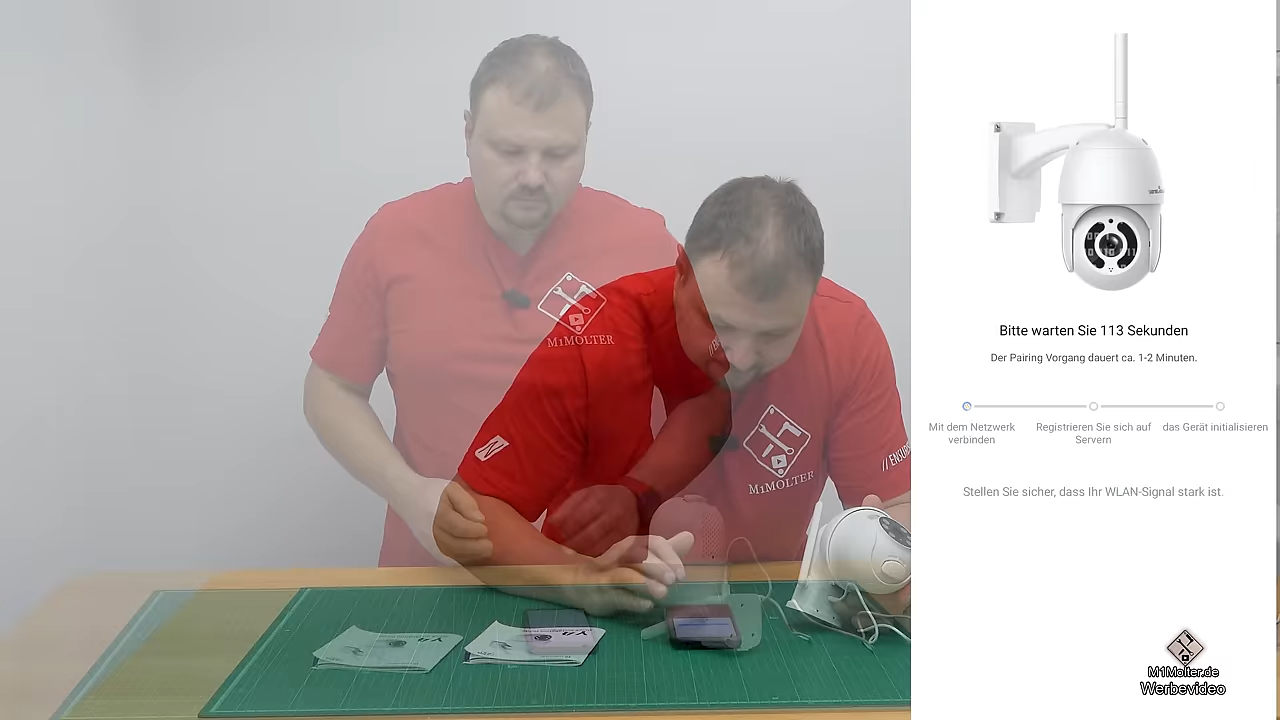 M1MOLTER
M1MOLTER
// ENSUR
Bitte warten Sie 113 Sekunden
Der Pairing Vorgang dauert ca. 1-2 Minuten.
Mit dem Netzwerk verbinden
Registrieren Sie sich auf Servern
das Gerät initialisieren
Stellen Sie sicher, dass Ihr WLAN-Signal stark ist.
M1Molter.de
Werbevideo